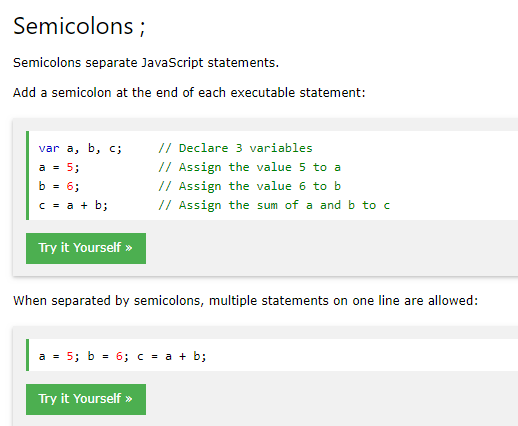 Semicolons ;
Semicolons separate JavaScript statements.
Add a semicolon at the end of each executable statement:
var a, b, c;     // Declare 3 variables
a = 5;           // Assign the value 5 to a
b = 6;           // Assign the value 6 to b
c = a + b;       // Assign the sum of a and b to c
Try it Yourself »
When separated by semicolons, multiple statements on one line are allowed:
a = 5; b = 6; c = a + b;
Try it Yourself »